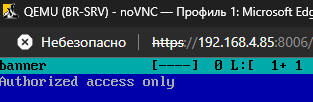 QEMU (BR-SRV) - noVNC — Профиль 1: Microsoft Edg
Небезопасно https://192.168.4.85:8006/
banner [----] 0 L:[ 1+ 1
Authorized access only